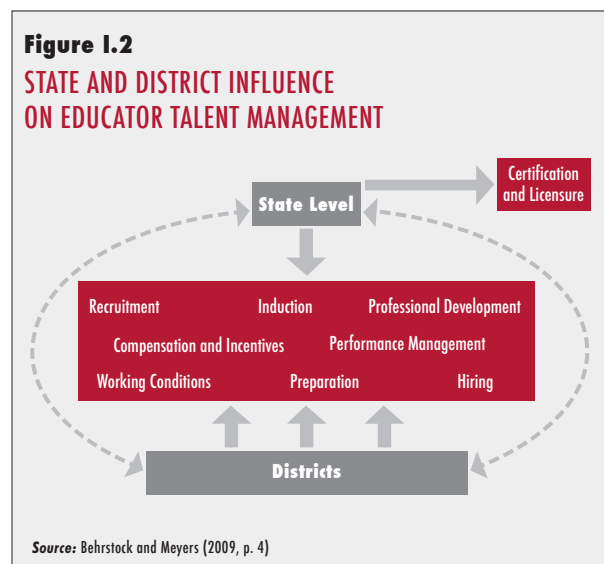 Figure I.2
STATE AND DISTRICT INFLUENCE
ON EDUCATOR TALENT MANAGEMENT
Certification
and Licensure
State Level
Recruitment Induction Professional Development
Compensation and Incentives Performance Management
Working Conditions Preparation Hiring
Districts
Source: Behrstock and Meyers (2009, p. 4)